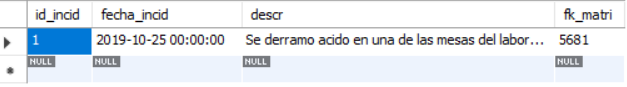 id_incid fecha_incid descr fk_matri
1 2019-10-25 00:00:00 Se derramo acido en una de las mesas del labor... 5681
NULL NULL NULL NULL